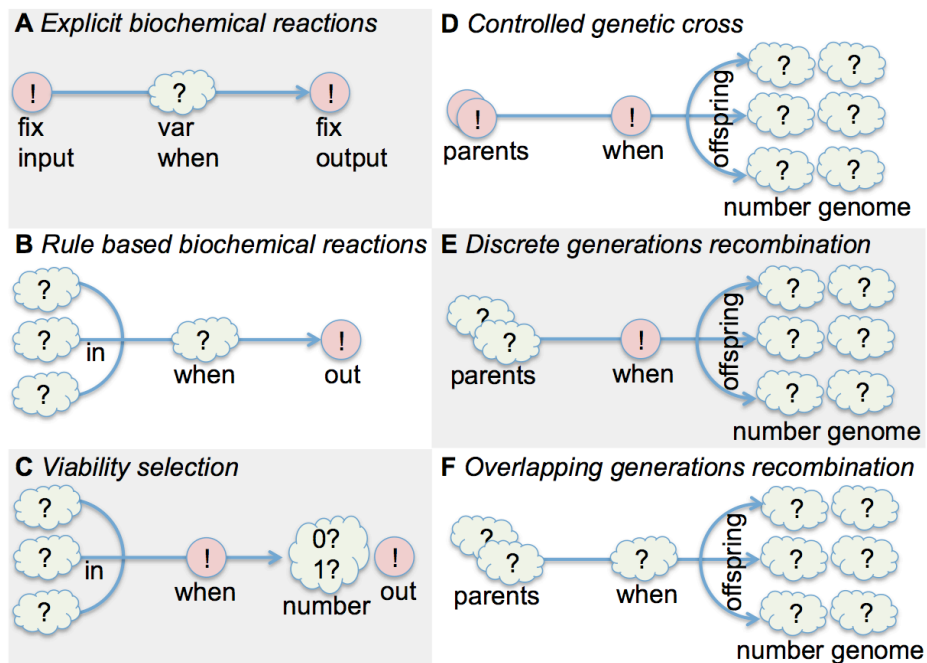 A Explicit biochemical reactions
! ? !
fix var fix
input when output
B Rule based biochemical reactions
?
? ? !
in
when out
?
C Viability selection
?
? ! 0? !
1?
in
when number out
?
D Controlled genetic cross
? ?
! ! ? ?
parents when offspring
? ?
number genome
E Discrete generations recombination
? ?
?
? ! ? ?
parents when offspring
? ?
number genome
F Overlapping generations recombination
? ?
?
? ? ? ?
parents when offspring
? ?
number genome